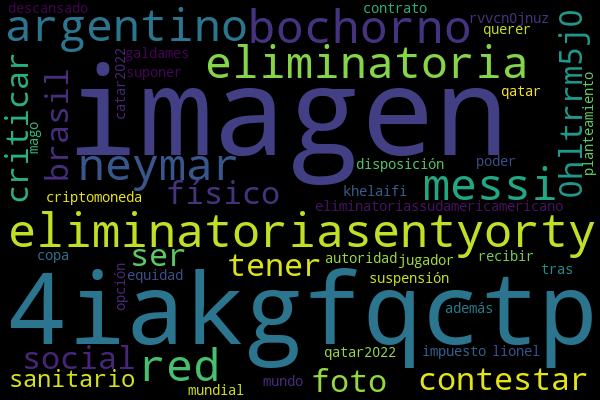 descansado contrato rvvcn0jnuz
argentino bochorno querer
galdames
suponer
eliminatoria
criticar
mago
brasil
catar2022
imagen
qatar
0hltrrm5j0
planteamiento
neymar
disposición poder
físico khelaifi messi
criptomoneda
eliminatoriassudamericamericano
eliminatoriasentyorty
copa ser tener autoridad jugador recibir
equidad suspensión tras
opción
4iakgfqctp
además
social red qatar2022 impuesto lionel
sanitario mundo foto contestar
mundial